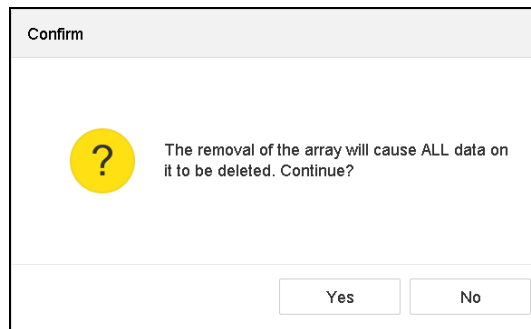 Confirm
?
The removal of the array will cause ALL data on
it to be deleted. Continue?
Yes No